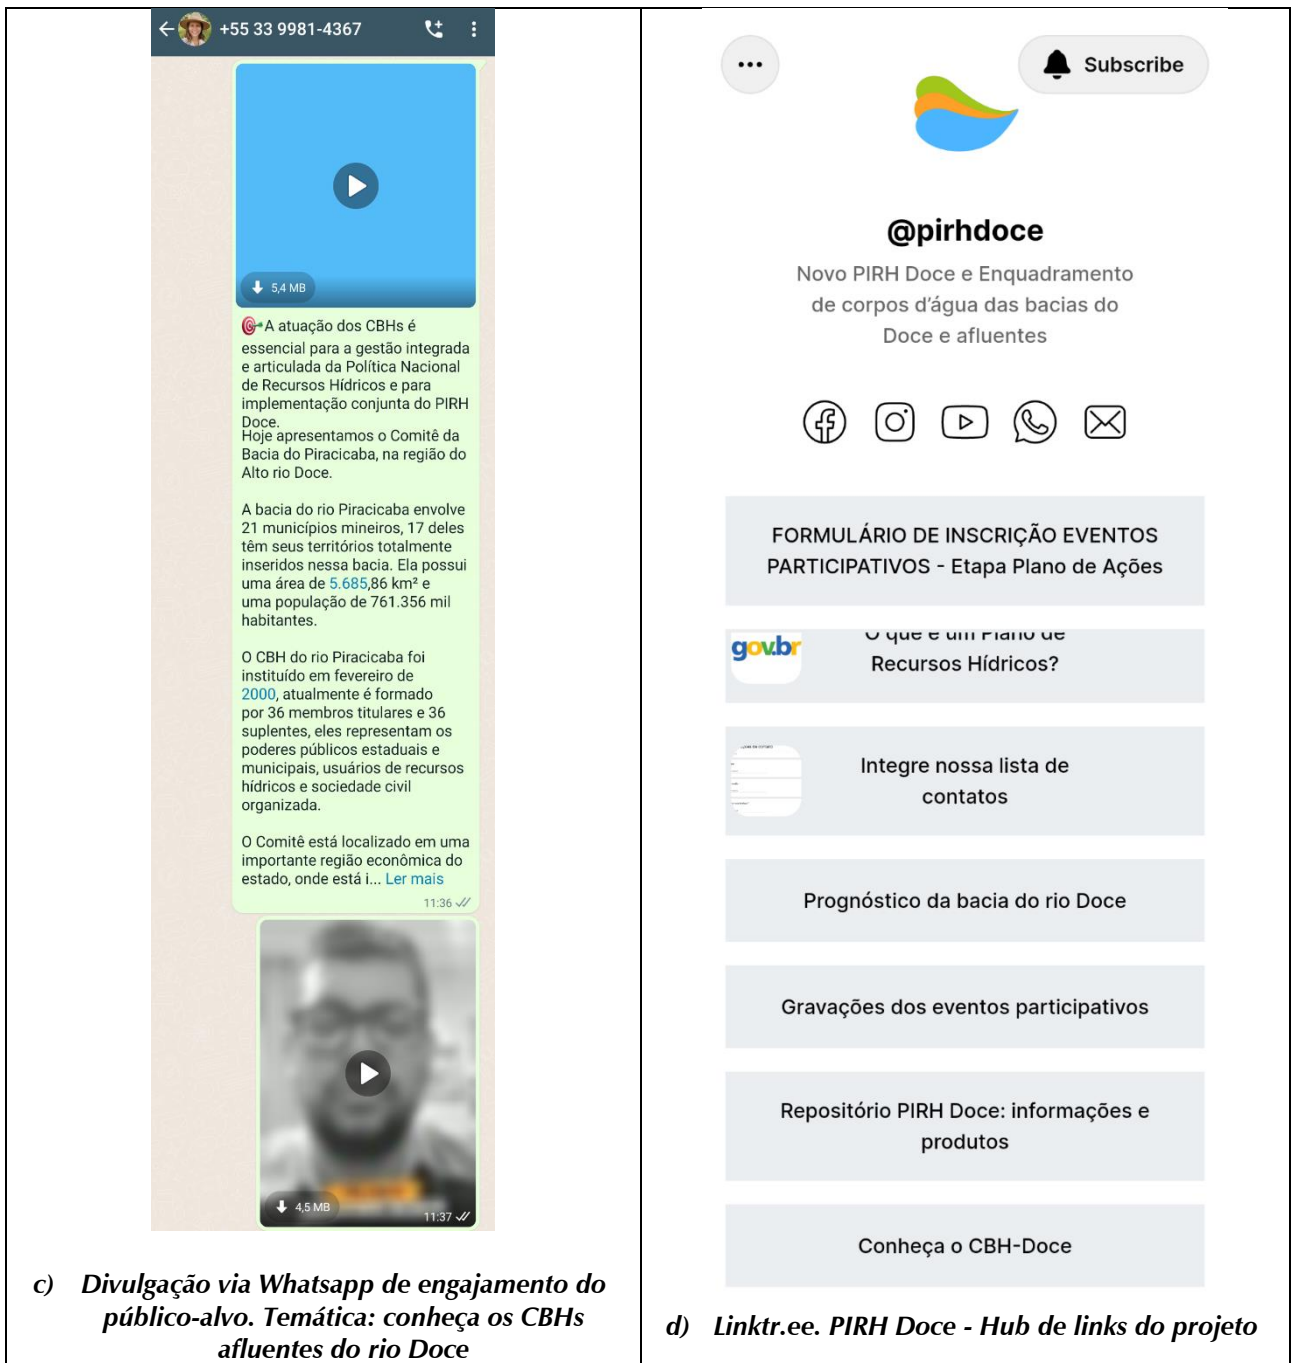 +55 33 9981-4367
5,4 MB
A atuação dos CBHs é
essencial para a gestão integrada
e articulada da Política Nacional
de Recursos Hídricos e para
implementação conjunta do PIRH
Doce.
Hoje apresentamos o Comitê da
Bacia do Piracicaba, na região do
Alto rio Doce.
A bacia do rio Piracicaba envolve
21 municípios mineiros, 17 deles
têm seus territórios totalmente
inseridos nessa bacia. Ela possui
uma área de 5.685,86 km² e
uma população de 761.356 mil
habitantes.
O CBH do rio Piracicaba foi
instituído em fevereiro de
2000, atualmente é formado
por 36 membros titulares e 36
suplentes, eles representam os
poderes públicos estaduais e
municipais, usuários de recursos
hídricos e sociedade civil
organizada.
O Comitê está localizado em uma
importante região econômica do
estado, onde está i... Ler mais
11:36
4,5 MB
11:37
c) Divulgação via Whatsapp de engajamento do
público-alvo. Temática: conheça os CBHs
afluentes do rio Doce
Subscribe
@pirhdoce
Novo PIRH Doce e Enquadramento
de corpos d'água das bacias do
Doce e afluentes
FORMULÁRIO DE INSCRIÇÃO EVENTOS
PARTICIPATIVOS - Etapa Plano de Ações
gov.br
O que é um Plano de
Recursos Hídricos?
Integre nossa lista de
contatos
Prognóstico da bacia do rio Doce
Gravações dos eventos participativos
Repositório PIRH Doce: informações e
produtos
Conheça o CBH-Doce
d) Linktr.ee. PIRH Doce - Hub de links do projeto